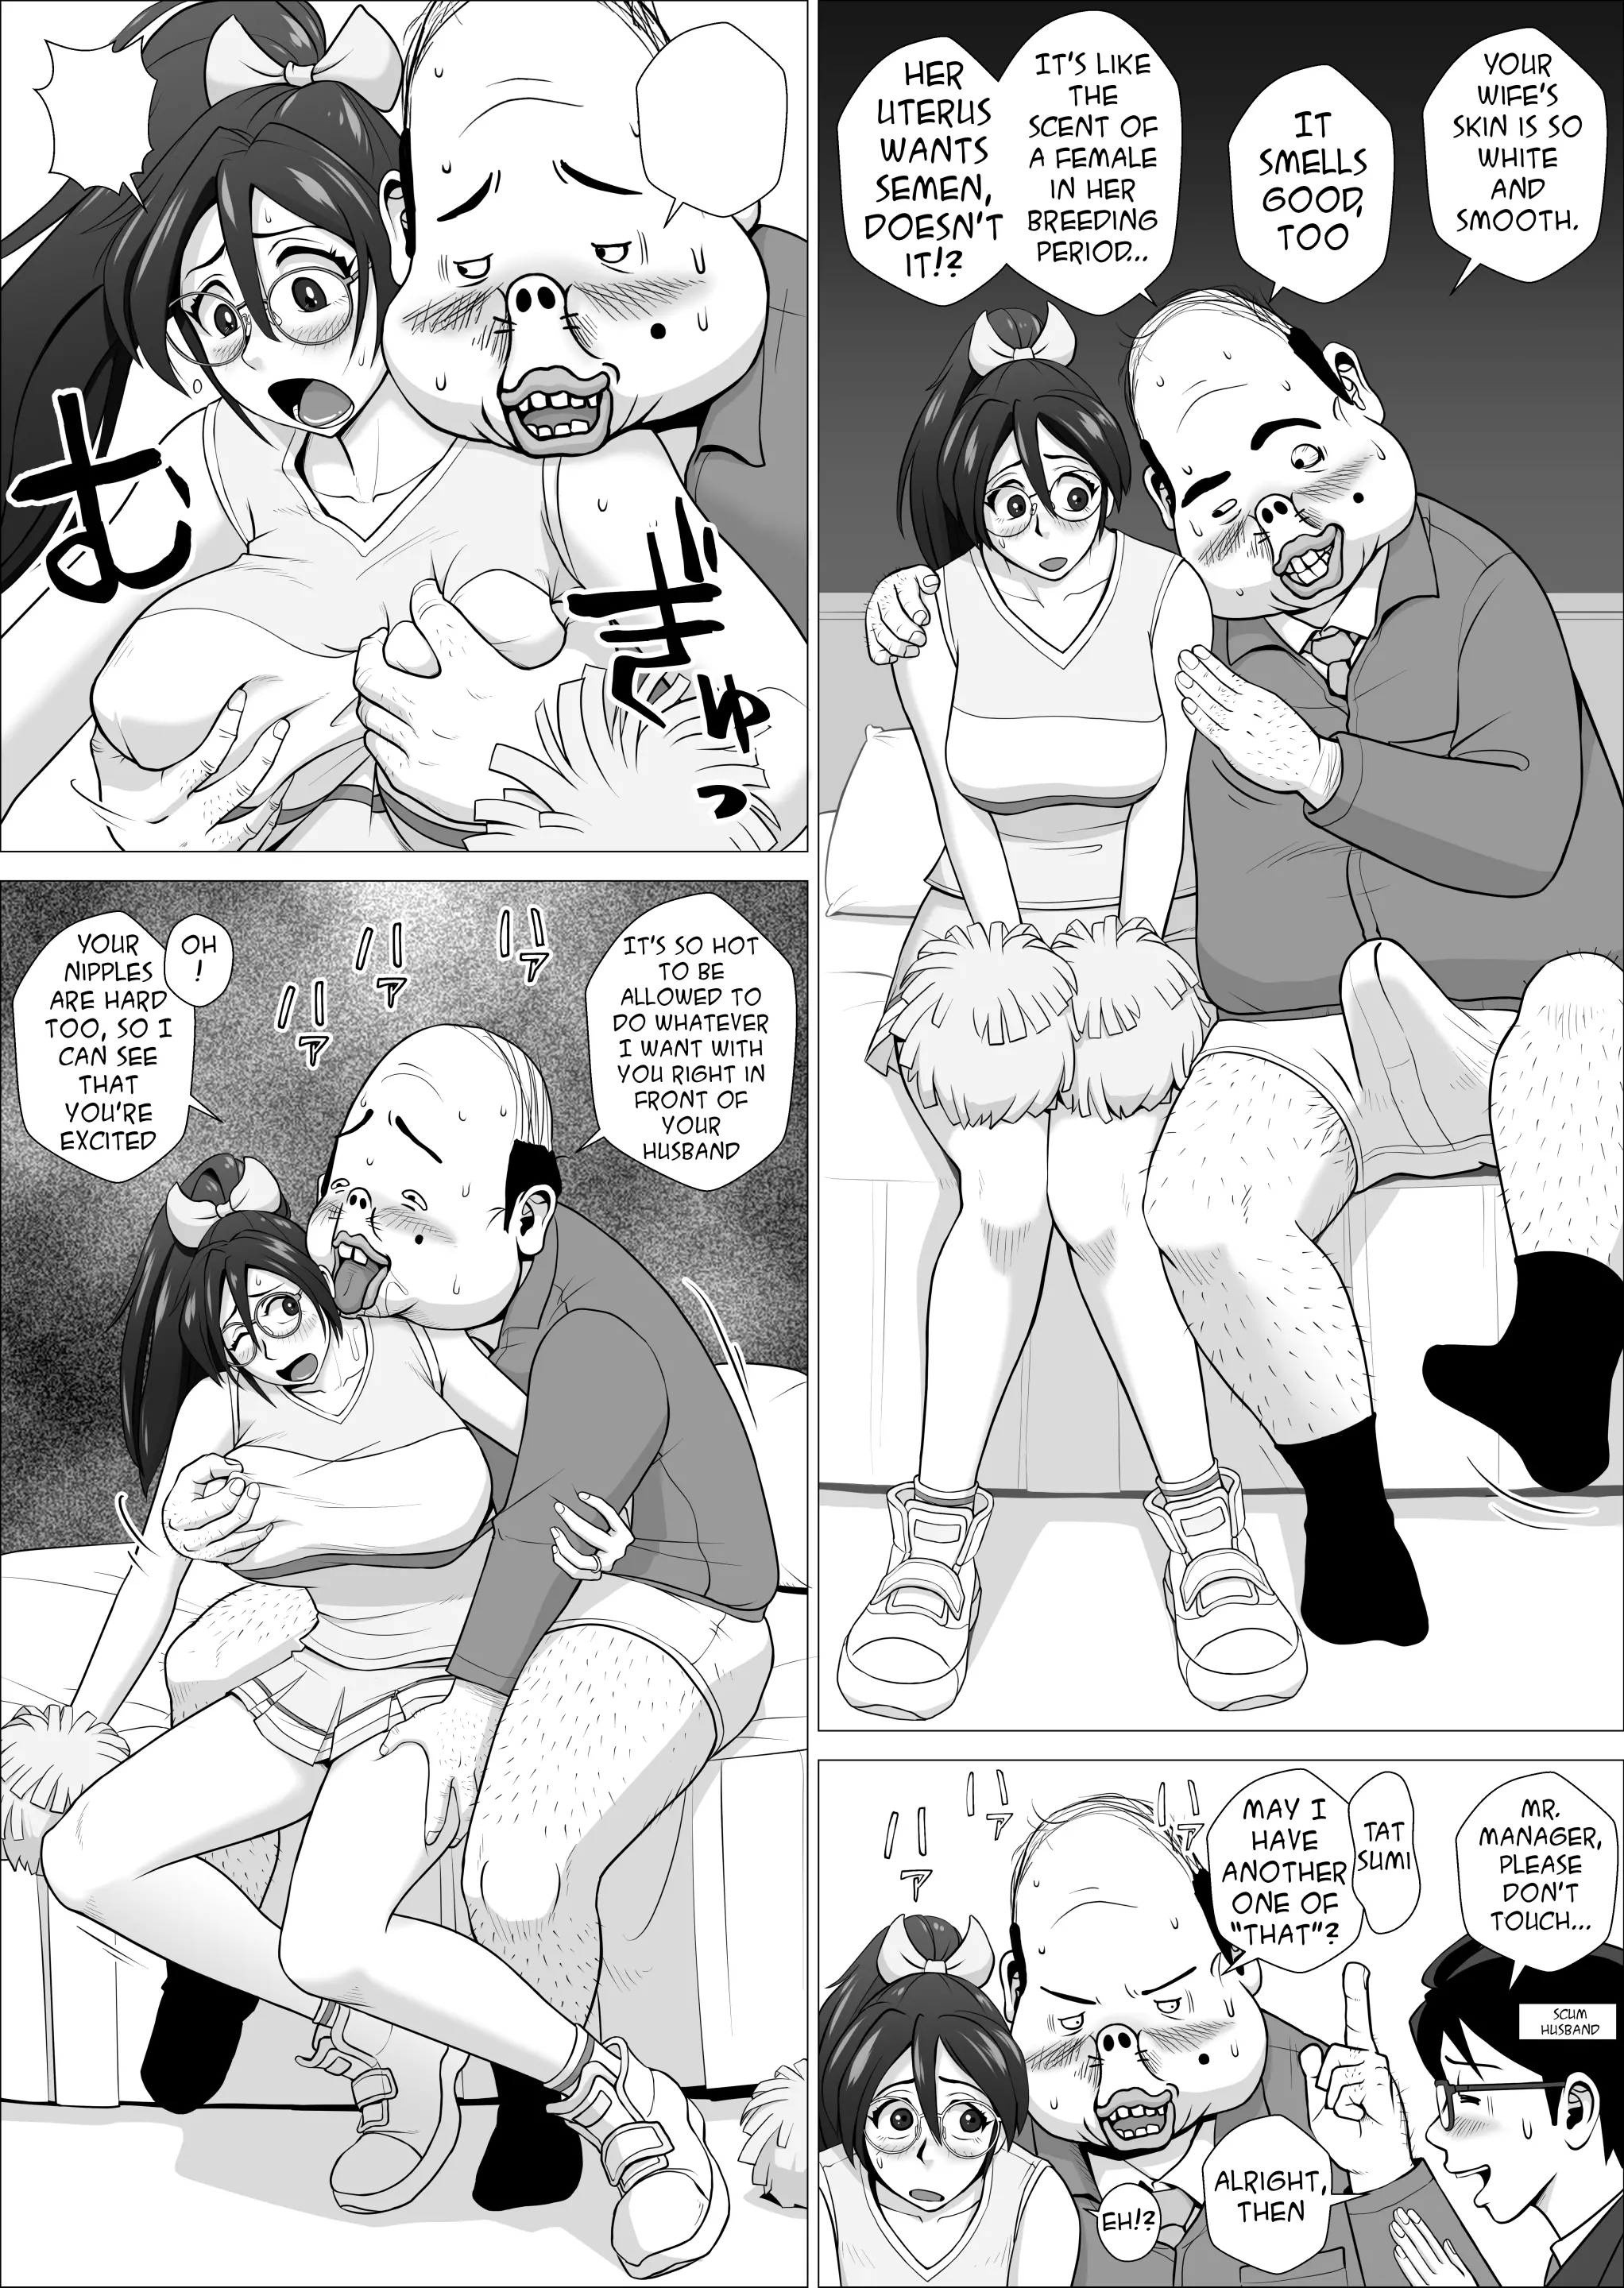 YOUR
WIFE'S
SKIN IS SO
WHITE
AND
SMOOTH.
IT
SMELLS
GOOD,
TOO
IT'S LIKE
THE
SCENT OF
A FEMALE
IN HER
BREEDING
PERIOD...
HER
UTERUS
WANTS
SEMEN,
DOESN'T
IT!?
MR.
MANAGER,
PLEASE
DON'T
TOUCH...
SCUM
HUSBAND
TAT
SUMI
MAY I
HAVE
ANOTHER
ONE OF
"THAT"?
ハァ
ハァ
ハァ
ALRIGHT,
THEN
EH!?
む
ぎゅっ
IT'S SO HOT
TO BE
ALLOWED TO
DO WHATEVER
I WANT WITH
YOU RIGHT IN
FRONT OF
YOUR
HUSBAND
ハァ
ハァ
ハァ
OH
!
YOUR
NIPPLES
ARE HARD
TOO, SO I
CAN SEE
THAT
YOU'RE
EXCITED